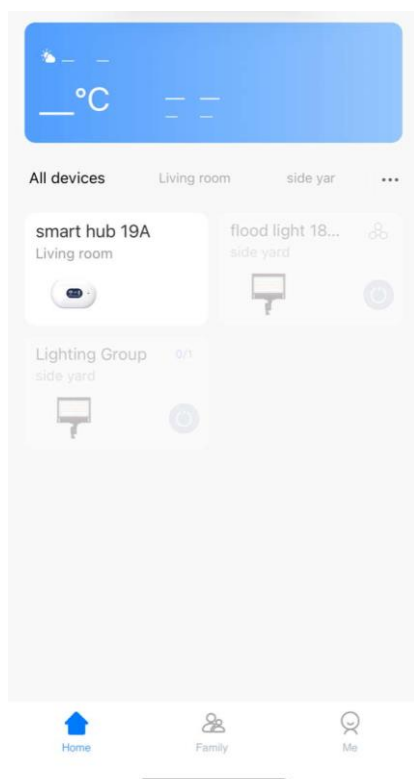 °C
All devices Living room side yar ...
smart hub 19A
Living room
flood light 18...
side yard
Lighting Group 0/1
side yard
Home Family Me